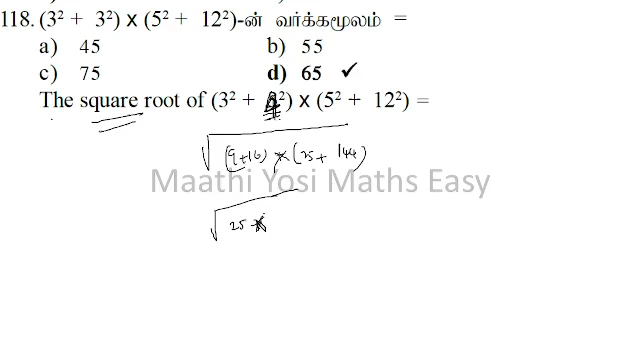 118. (3² + 3²) x (5² + 12²)-ன் வர்க்கமூலம் =
a) 45 b) 55
c) 75 d) 65 ✓
The square root of (3² + 4²) x (5² + 12²) =
√(9+16) × (25+ 144)
Maathi Yosi Maths Easy
√25 ×